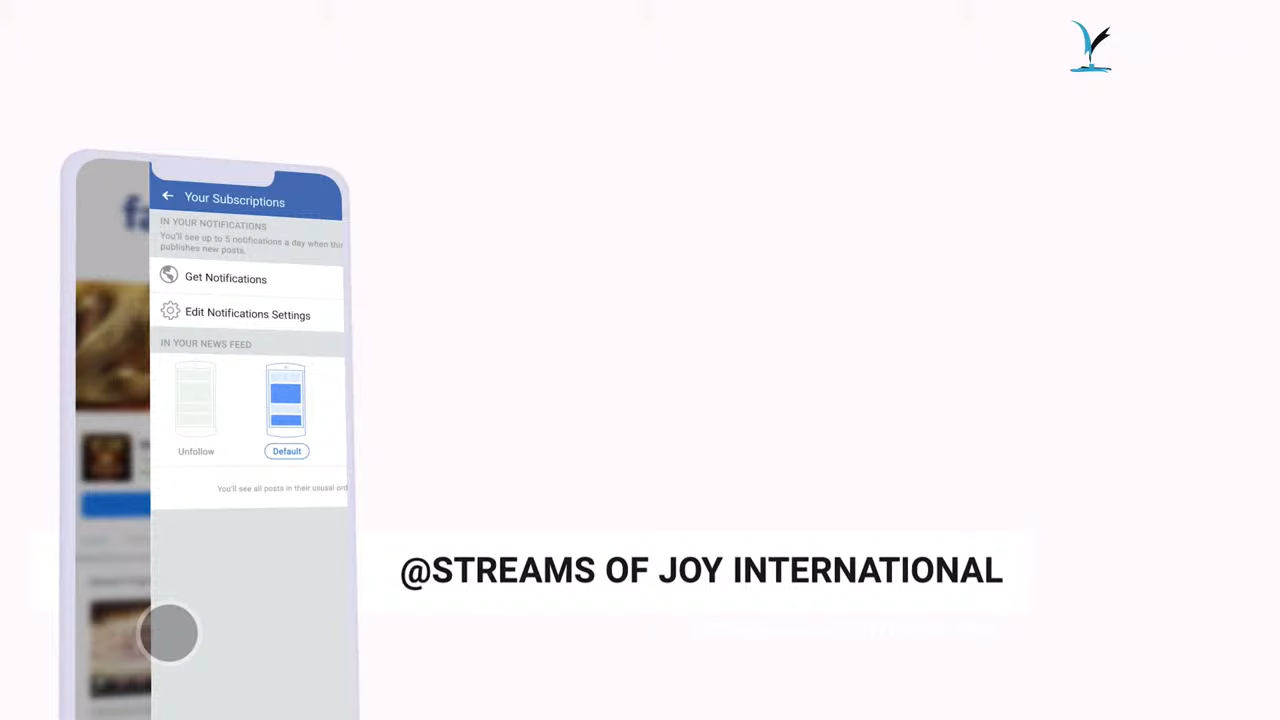 Your Subscriptions
IN YOUR NOTIFICATIONS
You'll see up to 5 notifications a day when this
publishes new posts.
Get Notifications
Edit Notifications Settings
IN YOUR NEWS FEED
Unfollow
Default
You'll see all posts in their ususal ord
@STREAMS OF JOY INTERNATIONAL